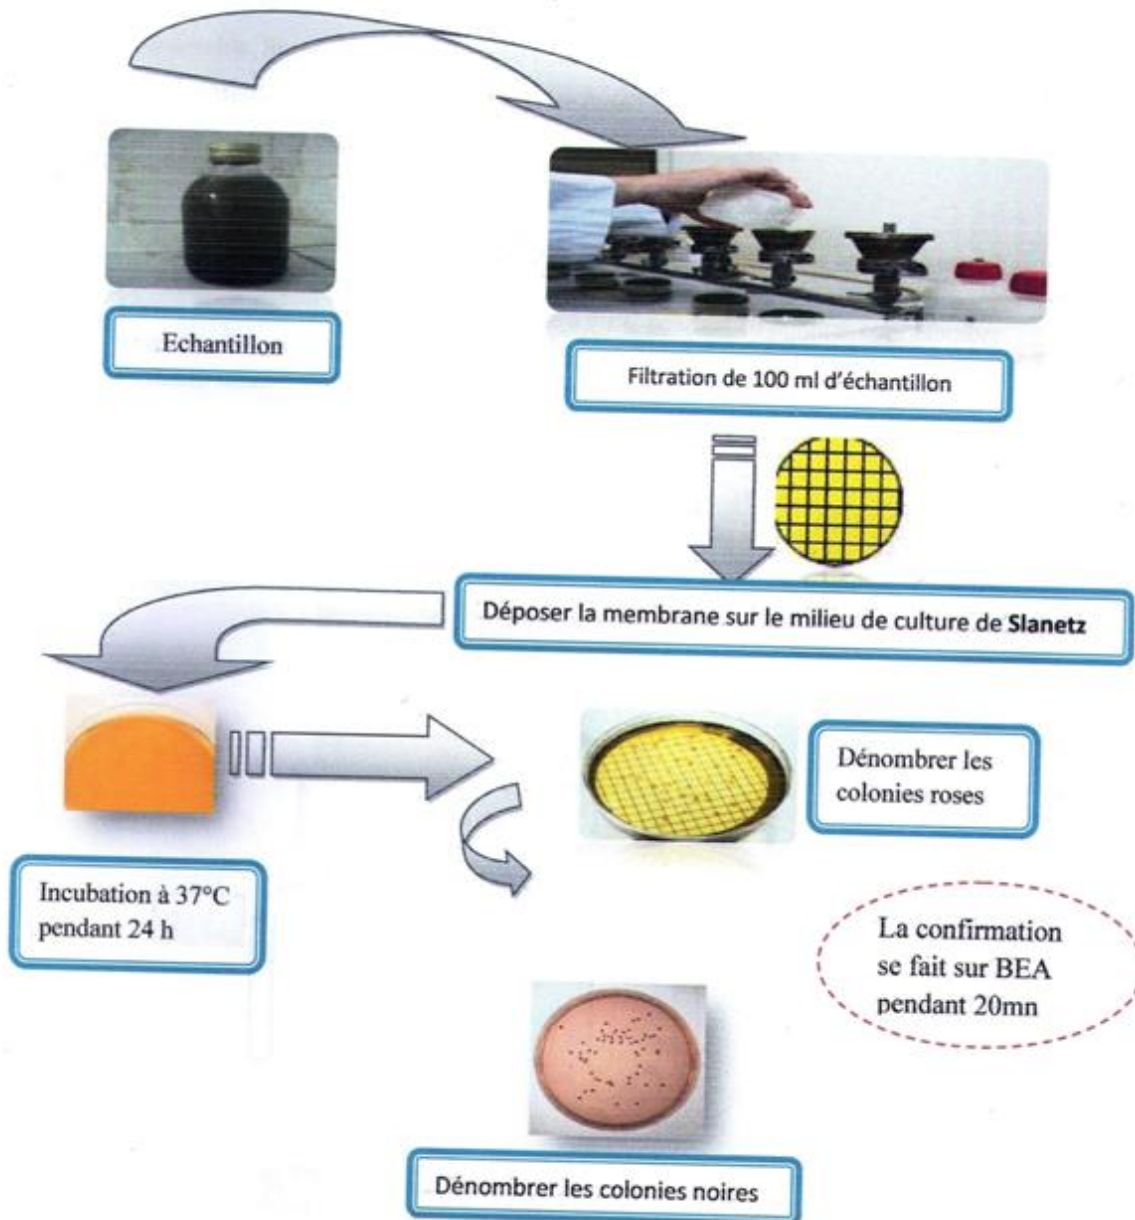 Echantillon
Filtration de 100 ml d'échantillon
Déposer la membrane sur le milieu de culture de Slanetz
Dénombrer les
colonies roses
Incubation à 37°C
pendant 24 h
La confirmation
se fait sur BEA
pendant 20mn
Dénombrer les colonies noires